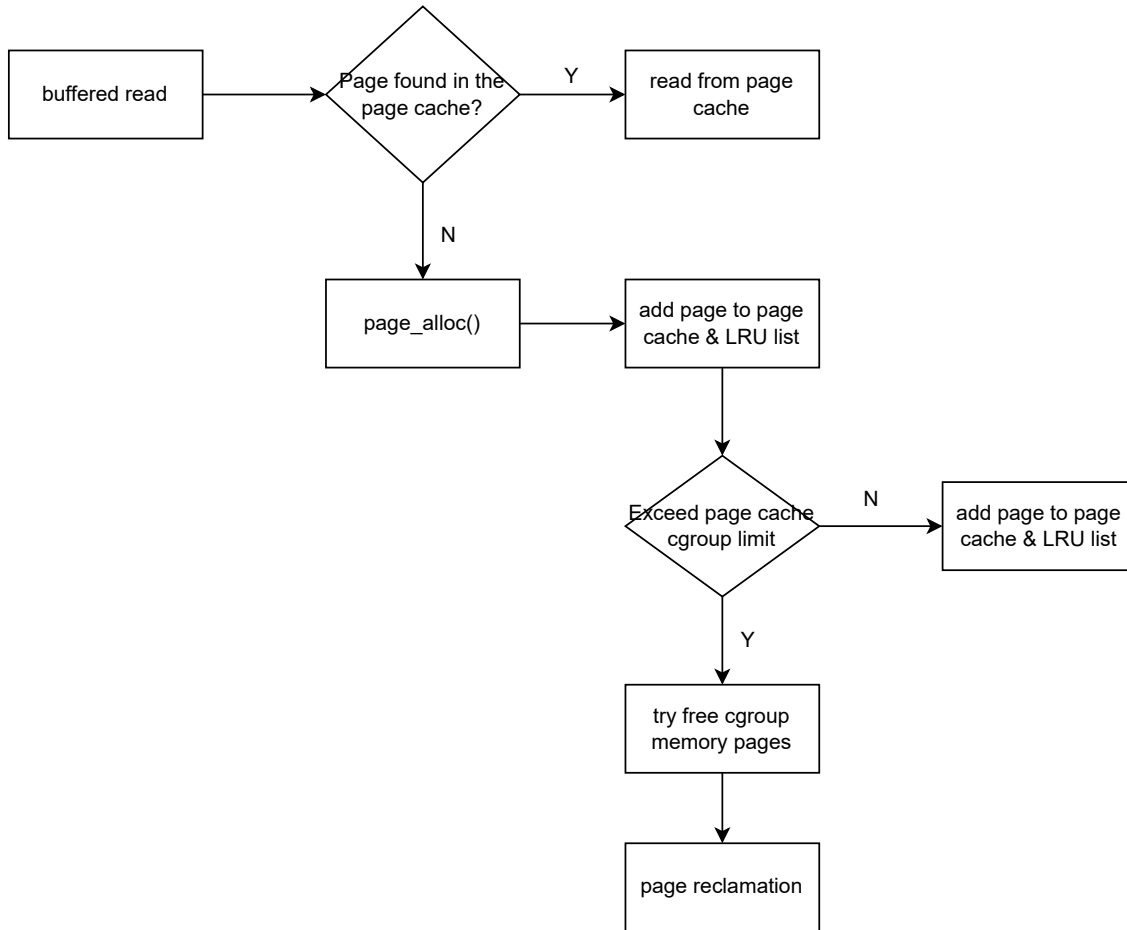 buffered read
Page found in the
page cache?
Y
read from page
cache
N
page_alloc()
add page to page
cache & LRU list
Exceed page cache
cgroup limit
N
add page to page
cache & LRU list
Y
try free cgroup
memory pages
page reclamation